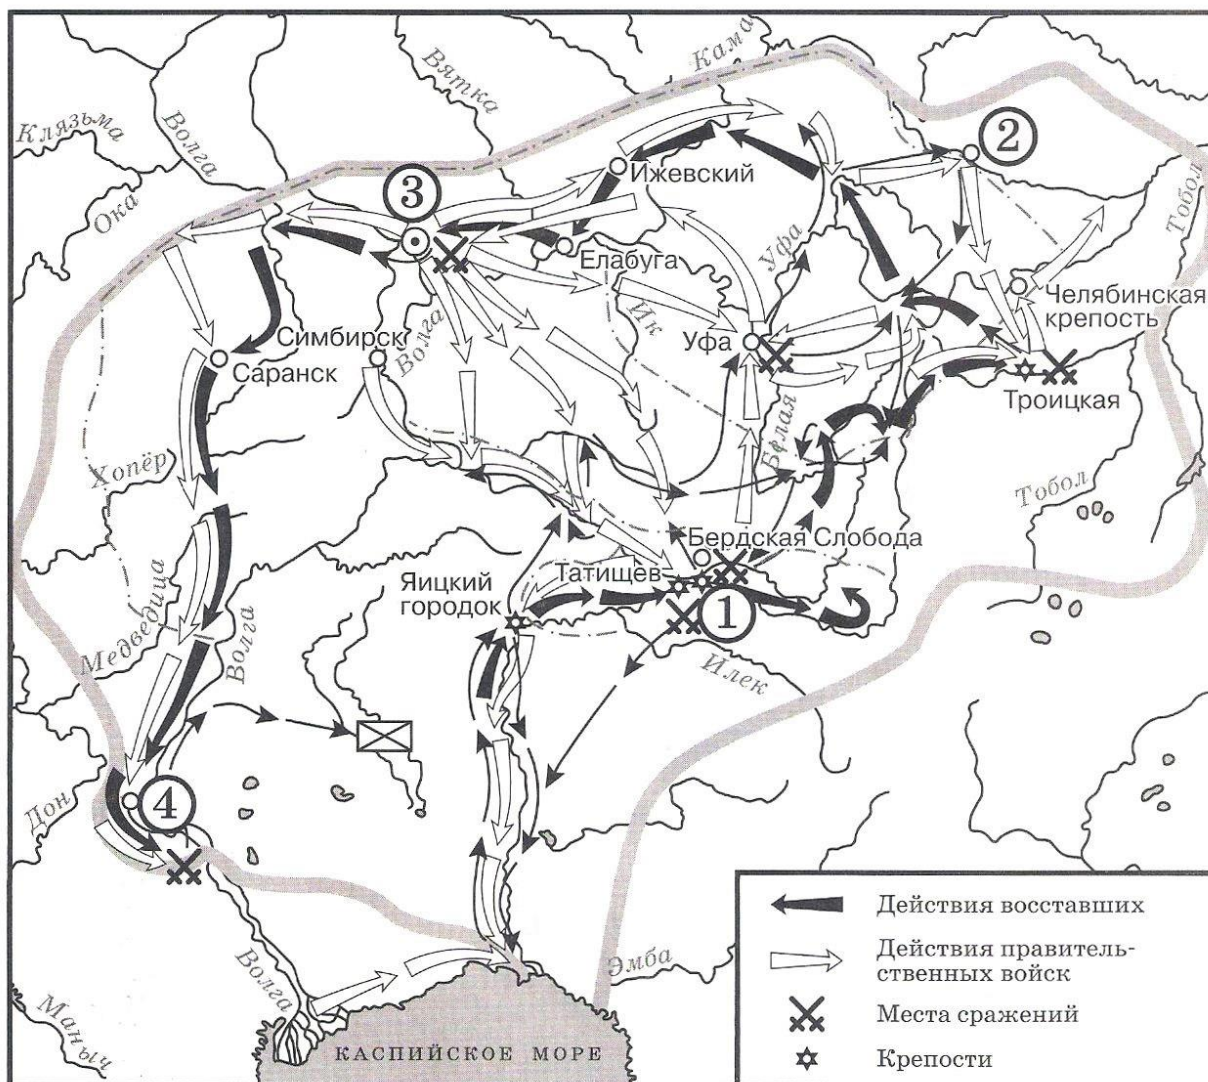 Клязьма
Волга
Вятка
Кама
Ока
3
2
Ижевский
Тобол
Елабуга
Уфа
Ик
Челябинская
крепость
Симбирск
Волга
Саранск
Уфа
Троицкая
Белая
Хопёр
Тобол
Бердская Слобода
Татищев
Яицкий
городок
1
Медведица
Волга
Илек
Дон
4
Волга
Эмба
Маныч
КАСПИЙСКОЕ МОРЕ
Действия восставших
Действия правитель-
ственных войск
Места сражений
Крепости